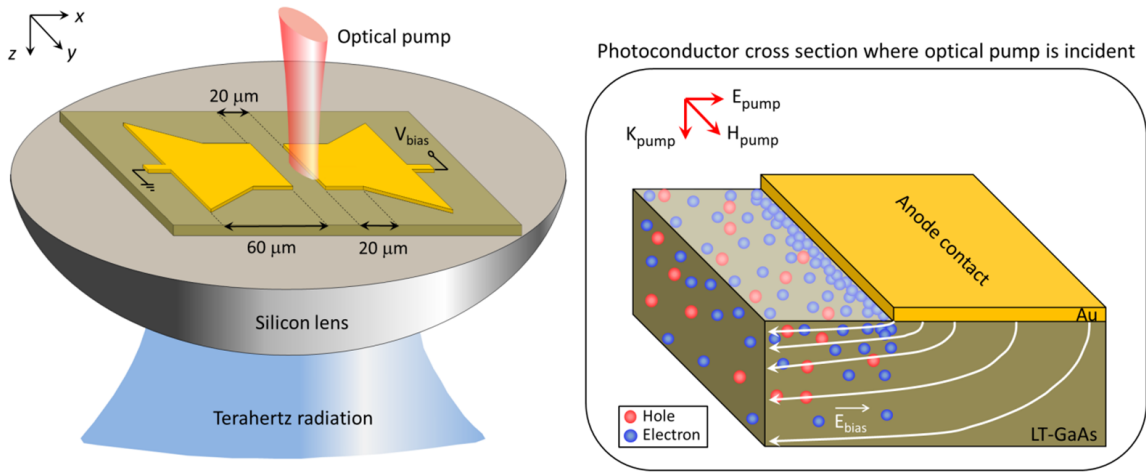 x
z
y
Optical pump
20 μm
V_bias
60 μm
20 μm
Silicon lens
Terahertz radiation
Photoconductor cross section where optical pump is incident
E_pump
K_pump
H_pump
Anode contact
Au
Hole
Electron
E_bias
LT-GaAs